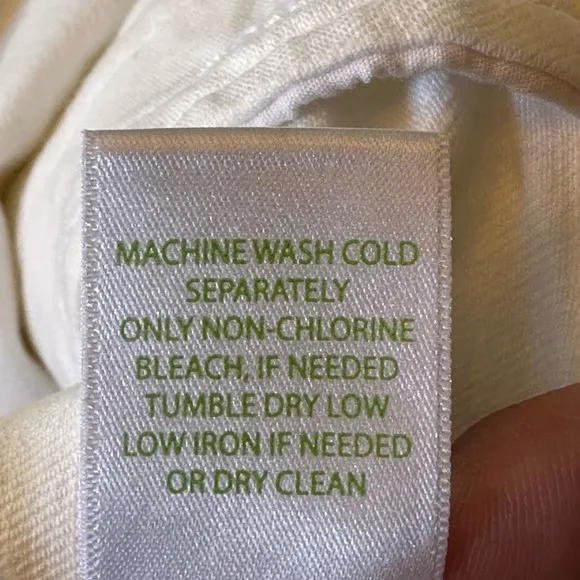 MACHINE WASH COLD
SEPARATELY
ONLY NON-CHLORINE
BLEACH, IF NEEDED
TUMBLE DRY LOW
LOW IRON IF NEEDED
OR DRY CLEAN